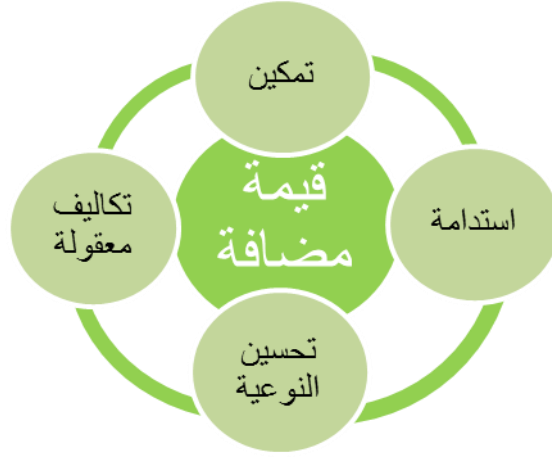 تمكين
قيمة
مضافة
استدامة
تكاليف
معقولة
تحسين
النوعية